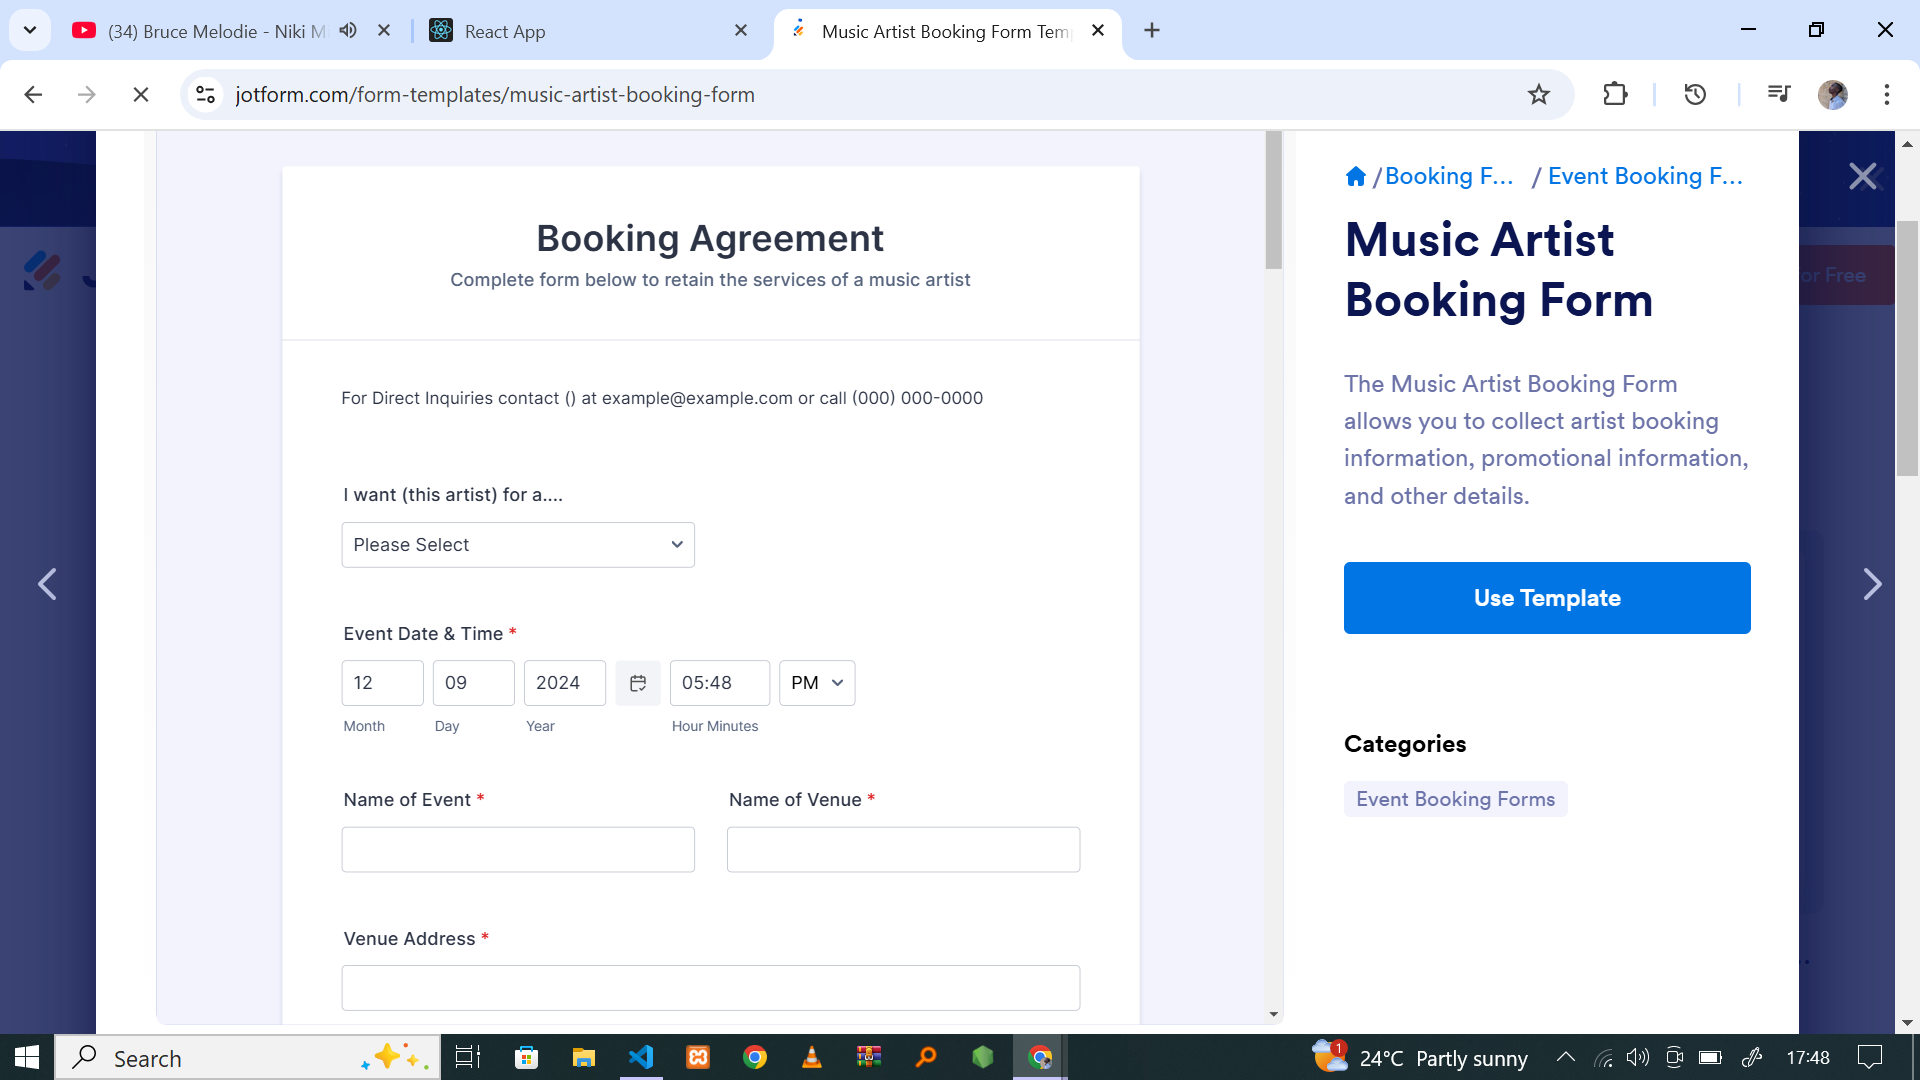 (34) Bruce Melodie - Niki M
React App
Music Artist Booking Form Tem
jotform.com/form-templates/music-artist-booking-form
Booking Agreement
Complete form below to retain the services of a music artist
For Direct Inquiries contact () at example@example.com or call (000) 000-0000
I want (this artist) for a....
Please Select
Event Date & Time *
12 09 2024 05:48 PM
Month Day Year Hour Minutes
Name of Event * Name of Venue *
Venue Address *
/ Booking F... / Event Booking F...
Music Artist
Booking Form
The Music Artist Booking Form
allows you to collect artist booking
information, promotional information,
and other details.
Use Template
Categories
Event Booking Forms
or Free
Search
1
24°C Partly sunny
17:48